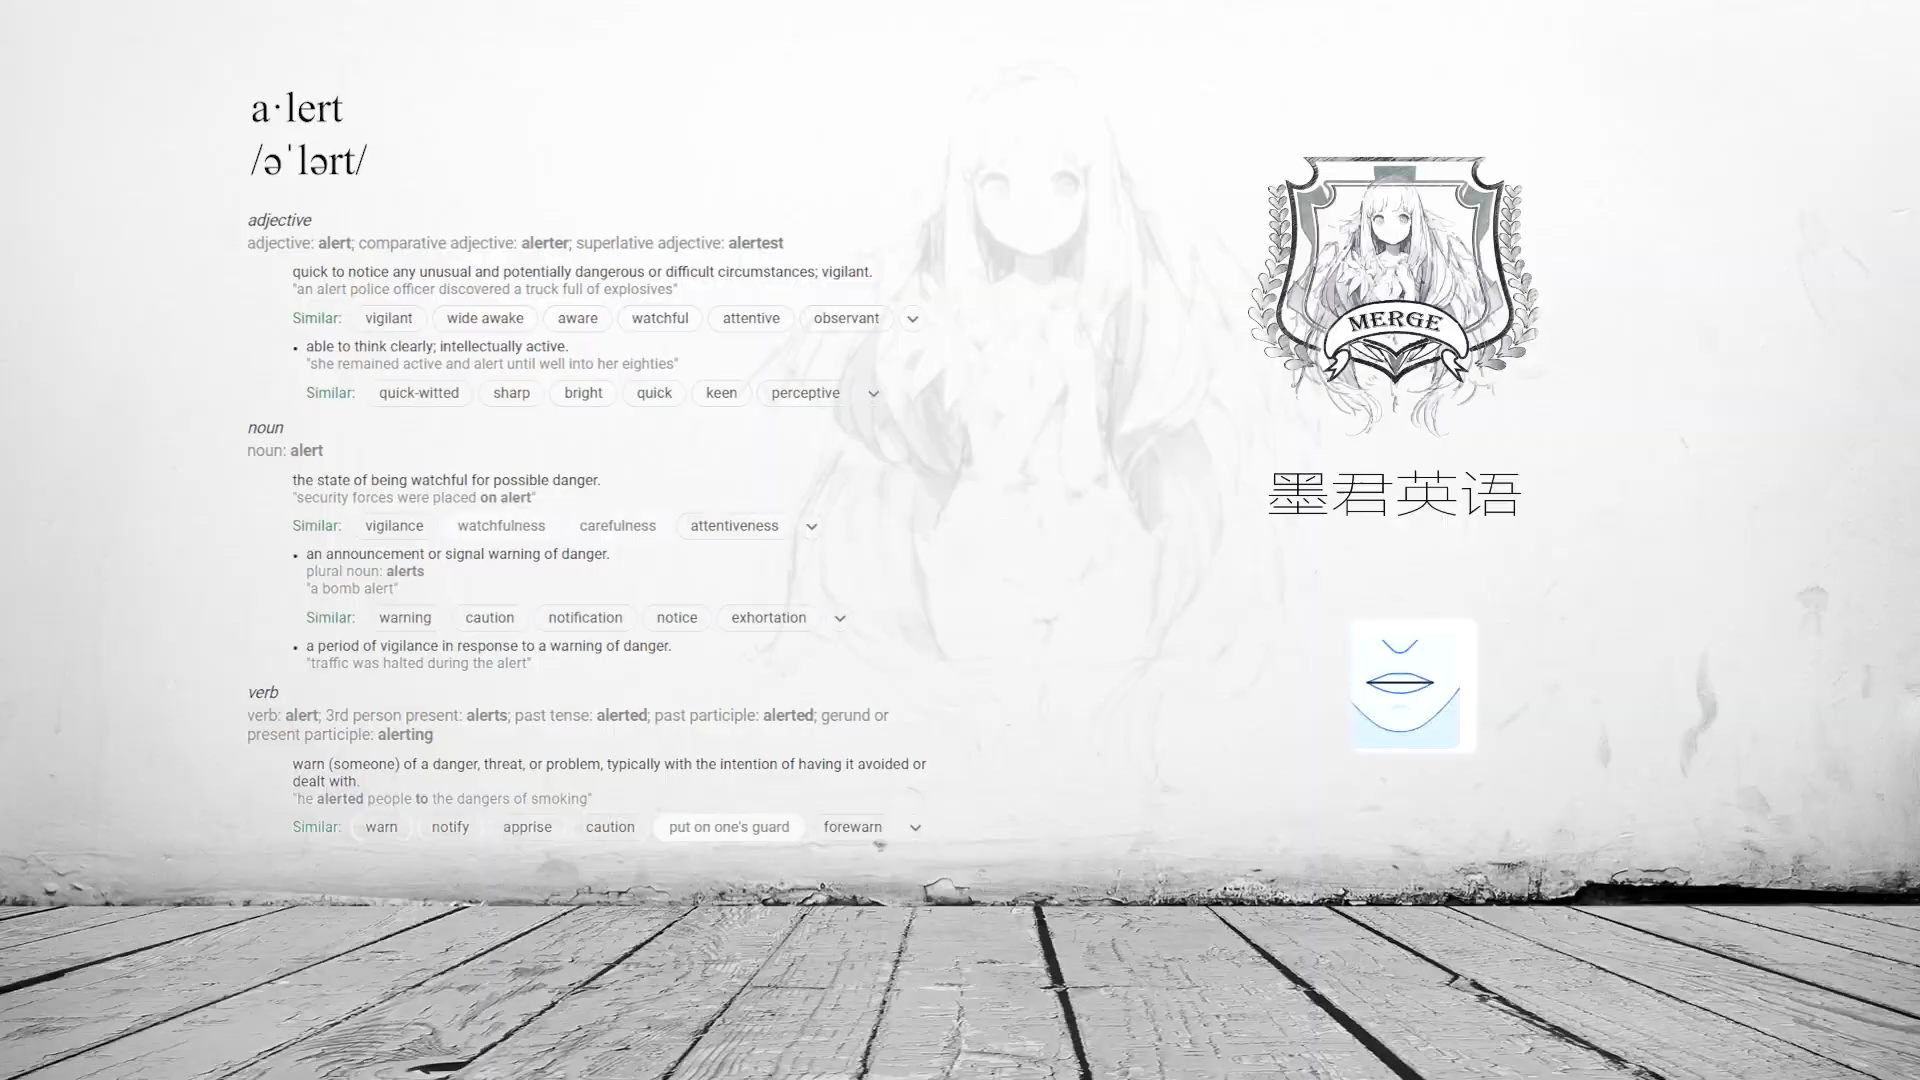 a·lert
/əˈlərt/
adjective
adjective: alert; comparative adjective: alerter; superlative adjective: alertest
quick to notice any unusual and potentially dangerous or difficult circumstances; vigilant.
"an alert police officer discovered a truck full of explosives"
Similar: vigilant wide awake aware watchful attentive observant
• able to think clearly; intellectually active.
"she remained active and alert until well into her eighties"
Similar: quick-witted sharp bright quick keen perceptive
noun
noun: alert
the state of being watchful for possible danger.
"security forces were placed on alert"
Similar: vigilance watchfulness carefulness attentiveness
• an announcement or signal warning of danger.
plural noun: alerts
"a bomb alert"
Similar: warning caution notification notice exhortation
• a period of vigilance in response to a warning of danger.
"traffic was halted during the alert"
verb
verb: alert; 3rd person present: alerts; past tense: alerted; past participle: alerted; gerund or
present participle: alerting
warn (someone) of a danger, threat, or problem, typically with the intention of having it avoided or
dealt with.
"he alerted people to the dangers of smoking"
Similar: warn notify apprise caution put on one's guard forewarn
MERGE
墨君英语